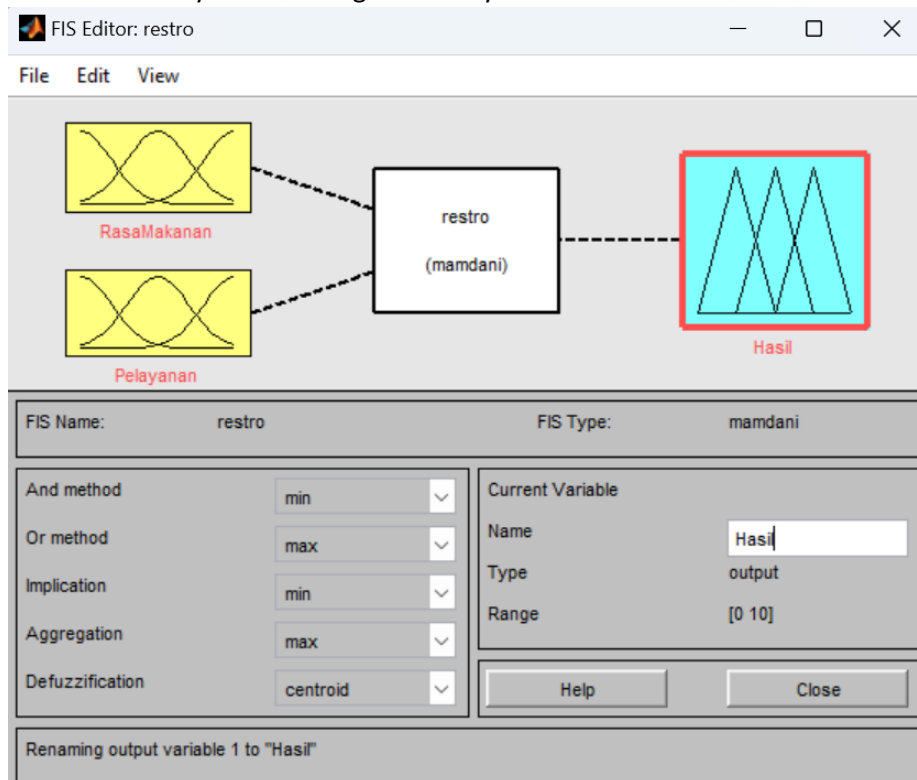 FIS Editor: restro
File Edit View
RasaMakanan
Pelayanan
restro
(mamdani)
Hasil
FIS Name: restro FIS Type: mamdani
And method min
Or method max
Implication min
Aggregation max
Defuzzification centroid
Current Variable
Name Hasil
Type output
Range [0 10]
Help Close
Renaming output variable 1 to "Hasil"